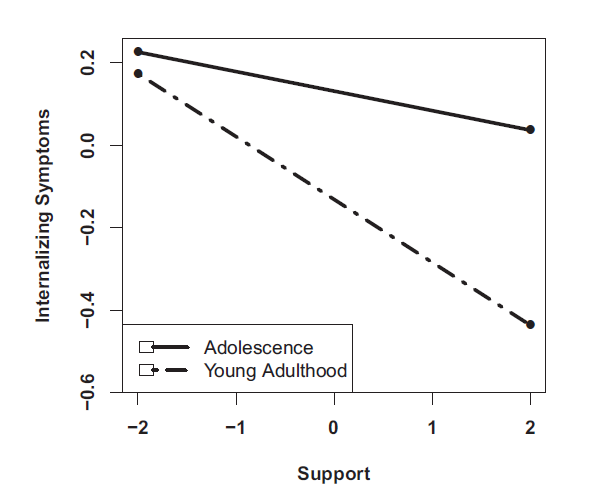 0.2
0.0
−0.2
−0.4
−0.6
Internalizing Symptoms
Adolescence
Young Adulthood
−2 −1 0 1 2
Support